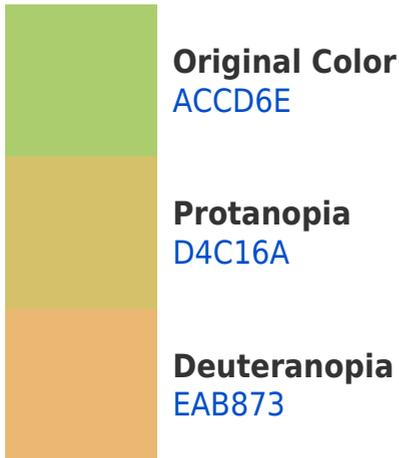 Original Color
ACCD6E
Protanopia
D4C16A
Deuteranopia
EAB873